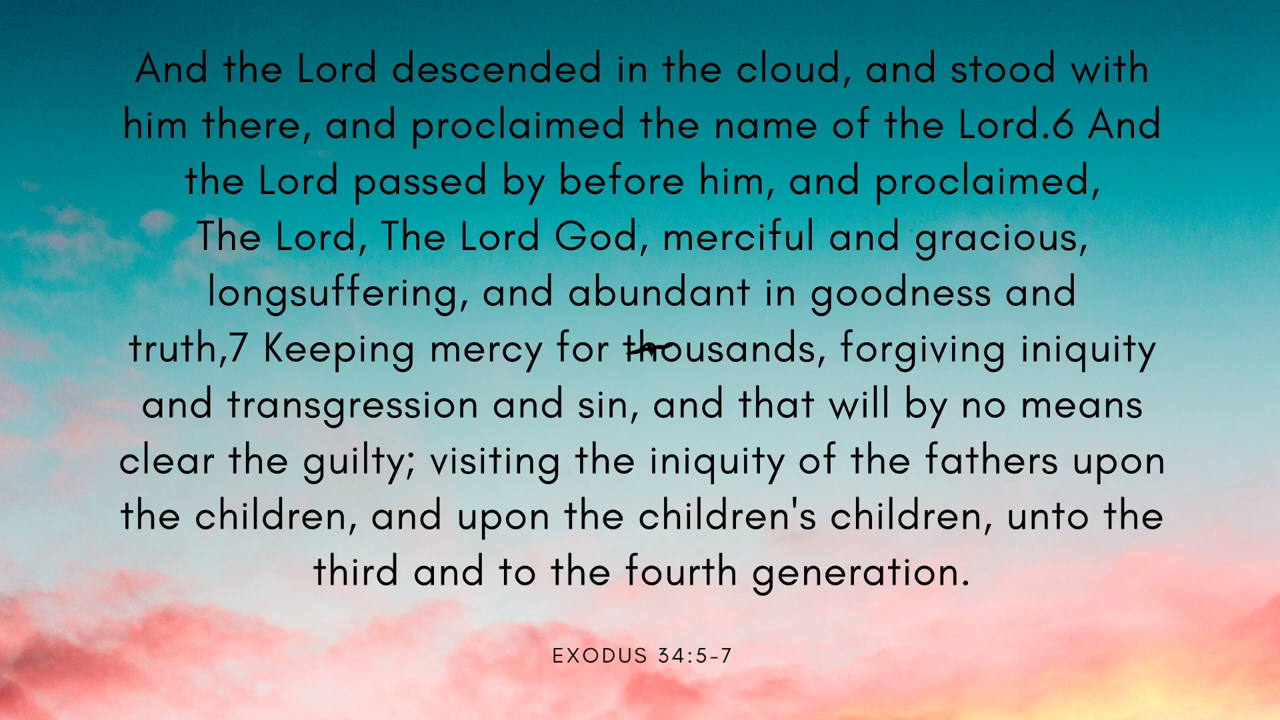 And the Lord descended in the cloud, and stood with
him there, and proclaimed the name of the Lord.6 And
the Lord passed by before him, and proclaimed,
The Lord, The Lord God, merciful and gracious,
longsuffering, and abundant in goodness and
truth,7 Keeping mercy for thousands, forgiving iniquity
and transgression and sin, and that will by no means
clear the guilty; visiting the iniquity of the fathers upon
the children, and upon the children's children, unto the
third and to the fourth generation.
EXODUS 34:5-7